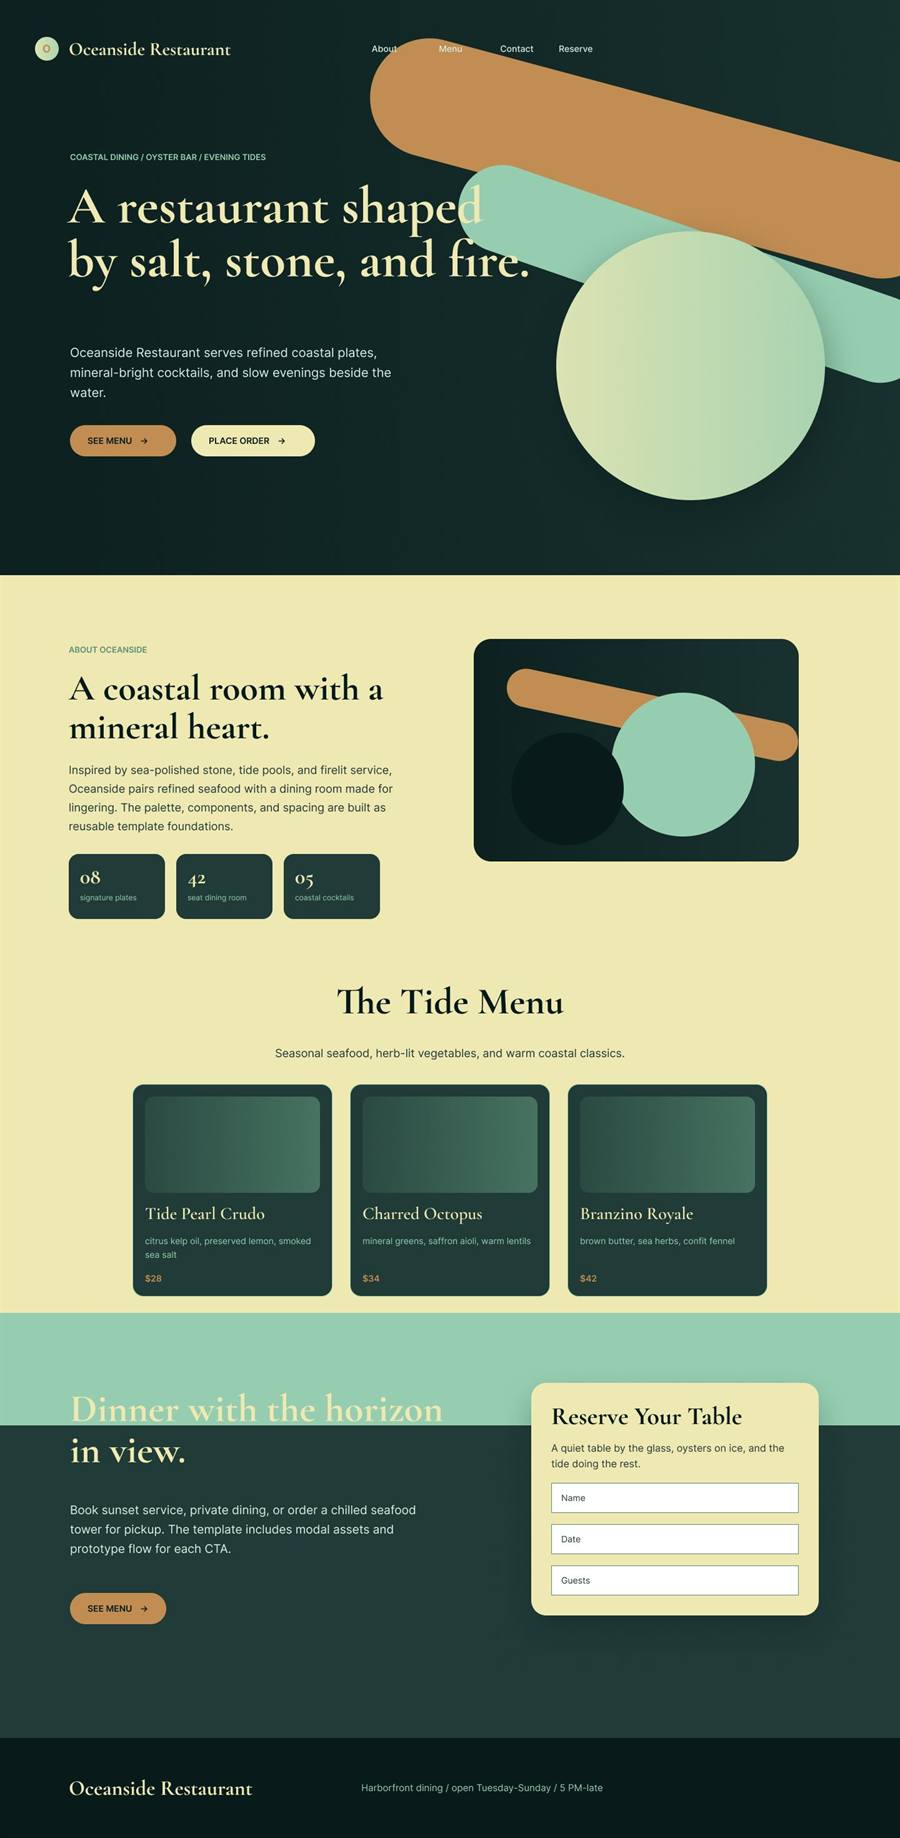 O
Oceanside Restaurant
About
Menu
Contact
Reserve
COASTAL DINING / OYSTER BAR / EVENING TIDES
A restaurant shaped
by salt, stone, and fire.
Oceanside Restaurant serves refined coastal plates,
mineral-bright cocktails, and slow evenings beside the
water.
SEE MENU →
PLACE ORDER →
ABOUT OCEANSIDE
A coastal room with a
mineral heart.
Inspired by sea-polished stone, tide pools, and firelit service,
Oceanside pairs refined seafood with a dining room made for
lingering. The palette, components, and spacing are built as
reusable template foundations.
08
signature plates
42
seat dining room
05
coastal cocktails
The Tide Menu
Seasonal seafood, herb-lit vegetables, and warm coastal classics.
Tide Pearl Crudo
citrus kelp oil, preserved lemon, smoked
sea salt
$28
Charred Octopus
mineral greens, saffron aioli, warm lentils
$34
Branzino Royale
brown butter, sea herbs, confit fennel
$42
Dinner with the horizon
in view.
Book sunset service, private dining, or order a chilled seafood
tower for pickup. The template includes modal assets and
prototype flow for each CTA.
SEE MENU →
Reserve Your Table
A quiet table by the glass, oysters on ice, and the
tide doing the rest.
Name
Date
Guests
Oceanside Restaurant
Harborfront dining / open Tuesday-Sunday / 5 PM-late